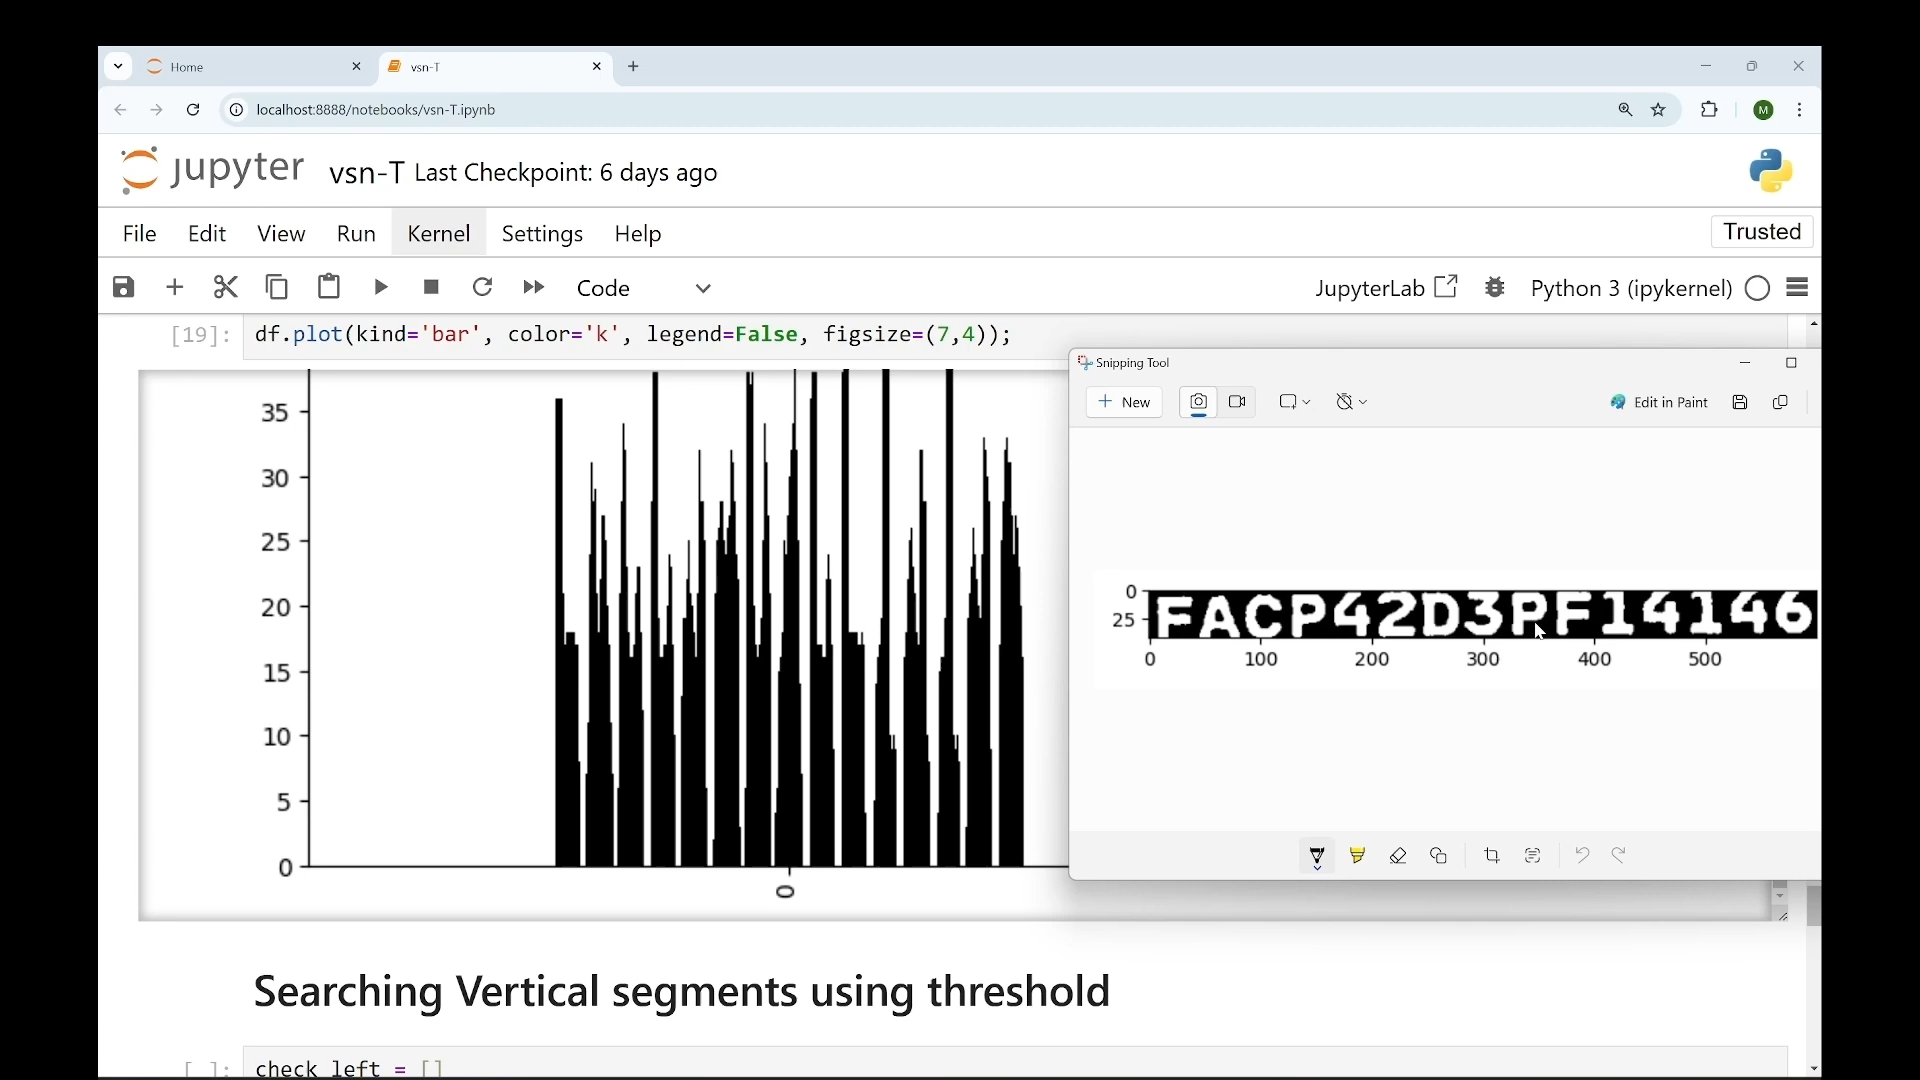 Home
vsn-T
localhost:8888/notebooks/vsn-T.ipynb
M
jupyter vsn-T Last Checkpoint: 6 days ago
File Edit View Run Kernel Settings Help
Trusted
Code
JupyterLab
Python 3 (ipykernel)
[19]: df.plot(kind='bar', color='k', legend=False, figsize=(7,4));
35
30
25
20
15
10
5
0
0
Snipping Tool
New
Edit in Paint
0
25
FACP42D3PF14146
0 100 200 300 400 500
Searching Vertical segments using threshold
[ ]: check_left = []